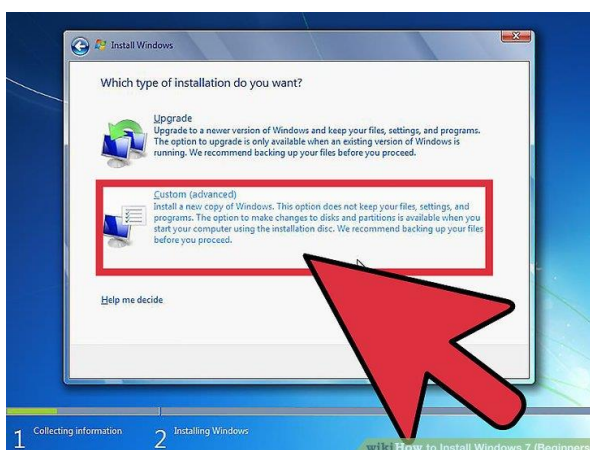 Install Windows
Which type of installation do you want?
Upgrade
Upgrade to a newer version of Windows and keep your files, settings, and programs.
The option to upgrade is only available when an existing version of Windows is
running. We recommend backing up your files before you proceed.
Custom (advanced)
Install a new copy of Windows. This option does not keep your files, settings, and
programs. The option to make changes to disks and partitions is available when you
start your computer using the installation disc. We recommend backing up your files
before you proceed.
Help me decide
1 Collecting information
2 Installing Windows
wikiHow to Install Windows 7 (Beginners